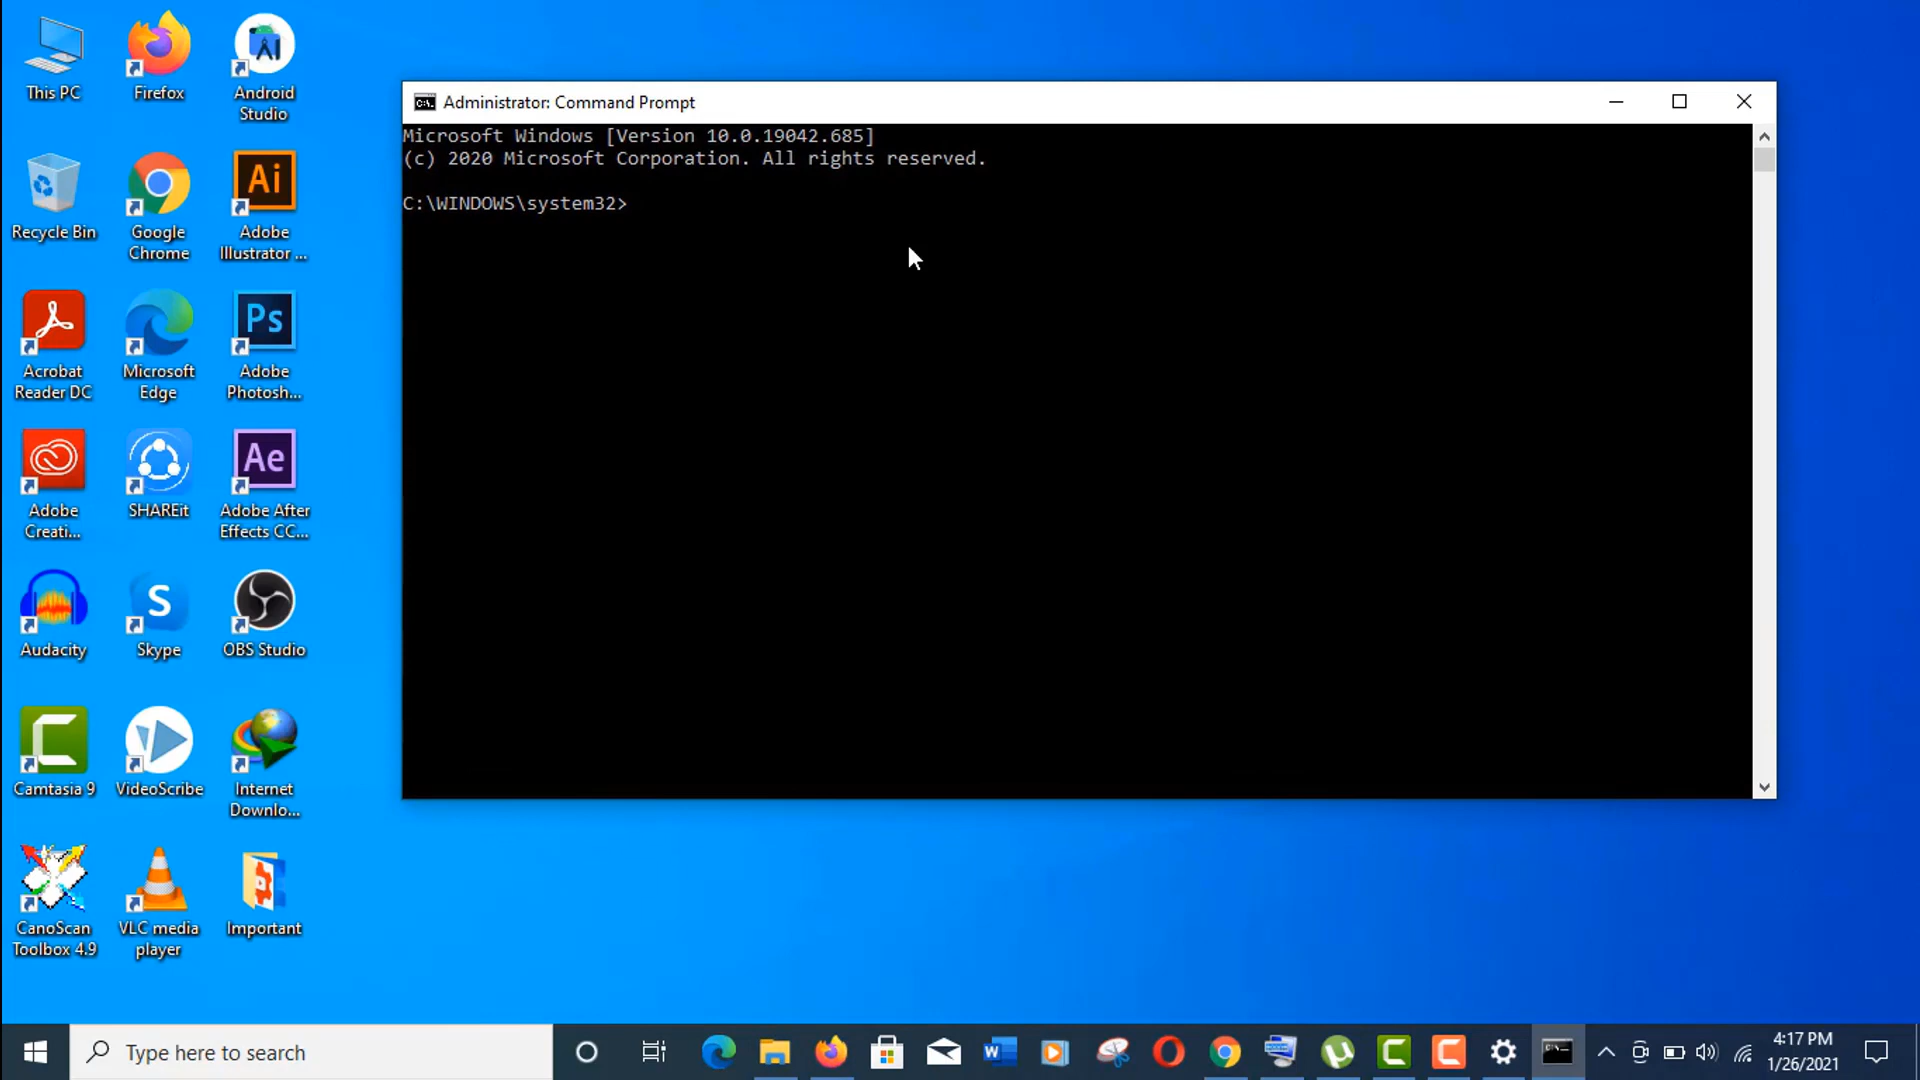 This PC
Firefox
Android
Studio
Recycle Bin
Google
Chrome
Ai
Adobe
Illustrator ...
Acrobat
Reader DC
Microsoft
Edge
Ps
Adobe
Photosh...
Adobe
Creati...
SHAREit
Ae
Adobe After
Effects CC...
Audacity
S
Skype
OBS Studio
Camtasia 9
VideoScribe
Internet
Downlo...
CanoScan
Toolbox 4.9
VLC media
player
Important
Administrator: Command Prompt
Microsoft Windows [Version 10.0.19042.685]
(c) 2020 Microsoft Corporation. All rights reserved.
C:\WINDOWS\system32>
Type here to search
4:17 PM
1/26/2021